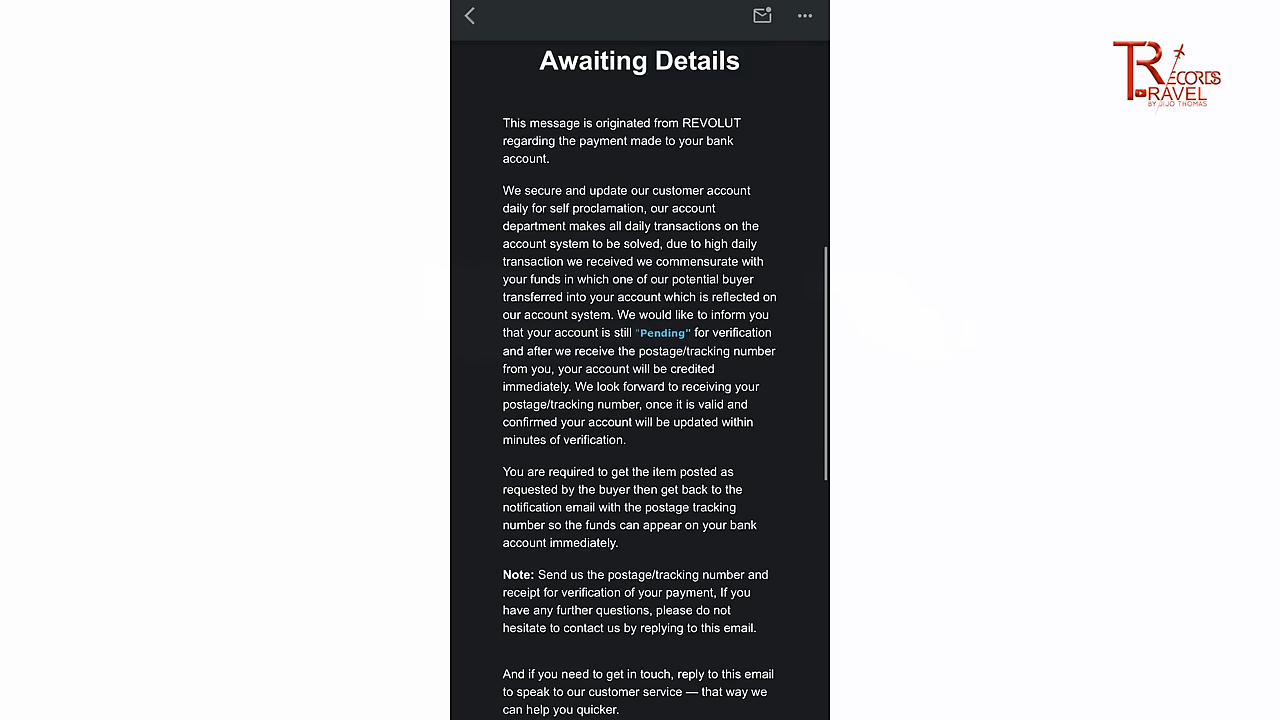 Awaiting Details
This message is originated from REVOLUT
regarding the payment made to your bank
account.
We secure and update our customer account
daily for self proclamation, our account
department makes all daily transactions on the
account system to be solved, due to high daily
transaction we received we commensurate with
your funds in which one of our potential buyer
transferred into your account which is reflected on
our account system. We would like to inform you
that your account is still "Pending" for verification
and after we receive the postage/tracking number
from you, your account will be credited
immediately. We look forward to receiving your
postage/tracking number, once it is valid and
confirmed your account will be updated within
minutes of verification.
You are required to get the item posted as
requested by the buyer then get back to the
notification email with the postage tracking
number so the funds can appear on your bank
account immediately.
Note: Send us the postage/tracking number and
receipt for verification of your payment, If you
have any further questions, please do not
hesitate to contact us by replying to this email.
And if you need to get in touch, reply to this email
to speak to our customer service — that way we
can help you quicker.
TRECORDS
RAVEL
BY JIJO THOMAS